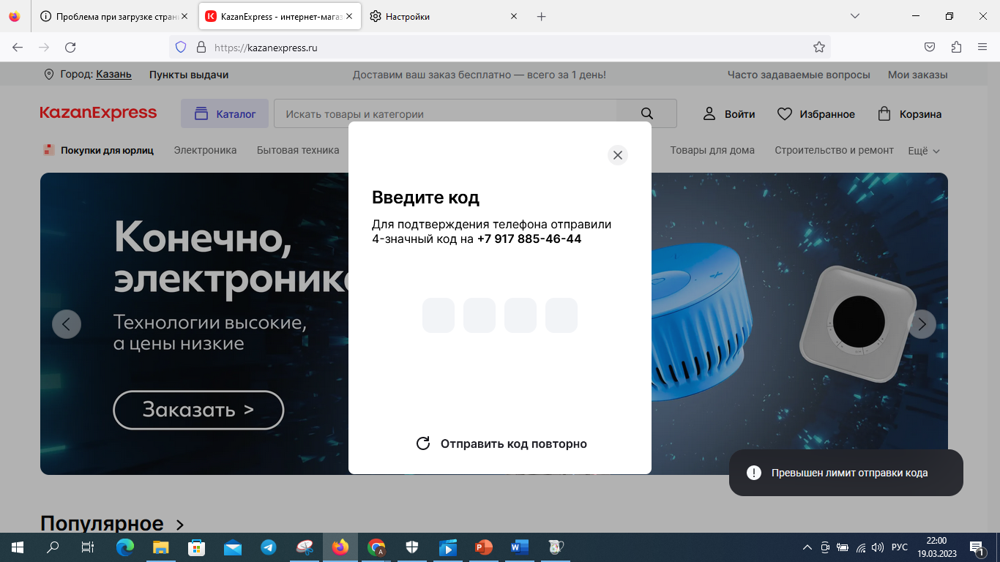 Проблема при загрузке стран
KazanExpress - интернет-магаз
Настройки
https://kazanexpress.ru
Город: Казань
Пункты выдачи
Доставим ваш заказ бесплатно — всего за 1 день!
Часто задаваемые вопросы
Мои заказы
KazanExpress
Каталог
Искать товары и категории
Войти
Избранное
Корзина
Покупки для юрлиц
Электроника
Бытовая техника
Товары для дома
Строительство и ремонт
Ещё
Конечно,
электроника
Технологии высокие,
а цены низкие
Заказать >
Введите код
Для подтверждения телефона отправили
4-значный код на +7 917 885-46-44
Отправить код повторно
Превышен лимит отправки кода
Популярное
РУС
22:00
19.03.2023
1